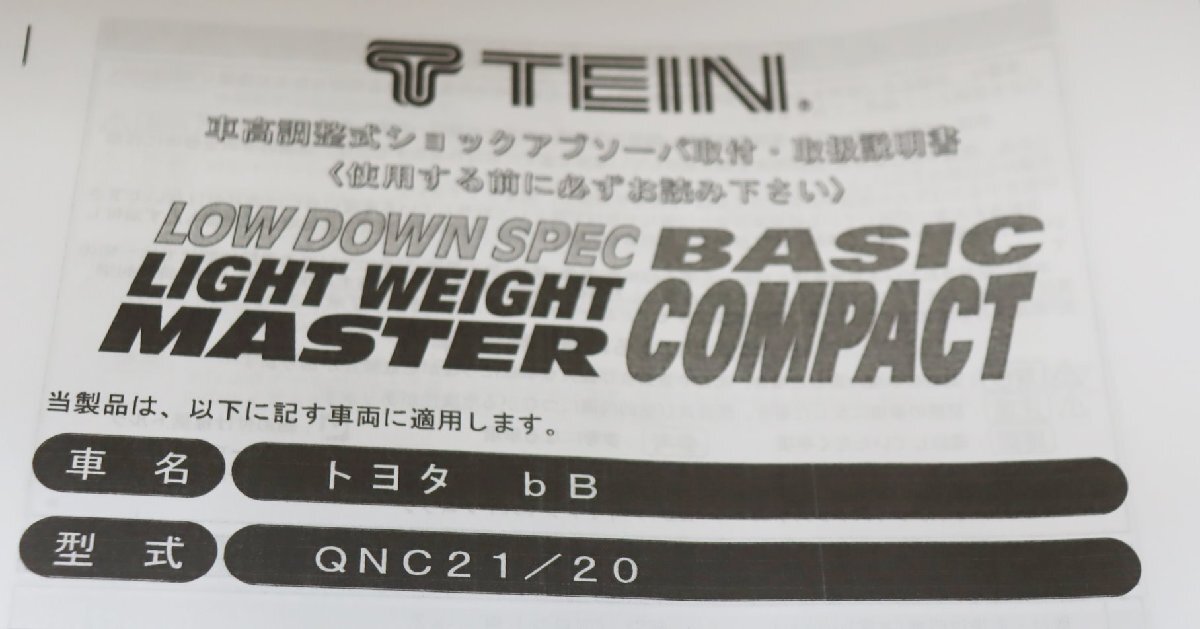 TEIN.
車高調整式ショックアブソーバ取付・取扱説明書
〈使用する前に必ずお読み下さい〉
LOW DOWN SPEC BASIC
LIGHT WEIGHT
MASTER COMPACT
当製品は、以下に記す車両に適用します。
車名 トヨタ bB
型式 QNC21／20